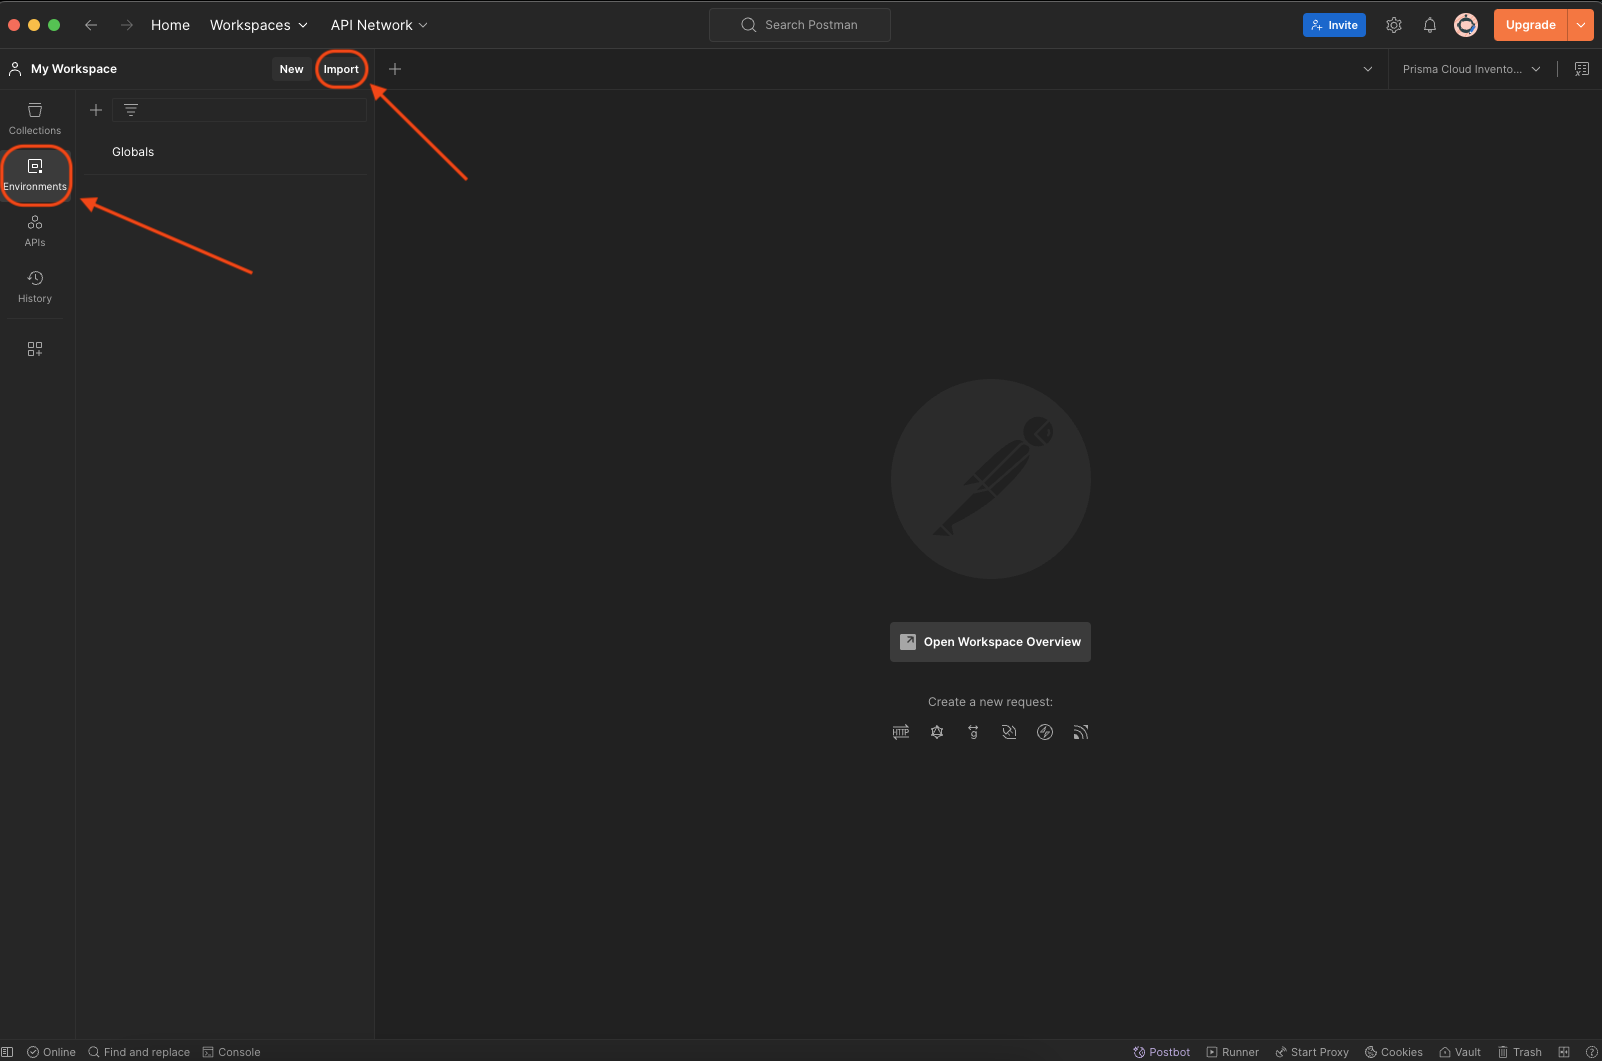 Home Workspaces API Network Search Postman Invite Upgrade
My Workspace New Import Prisma Cloud Invento...
Collections
Globals
Environments
APIs
History
Open Workspace Overview
Create a new request:
HTTP g
Online Find and replace Console Postbot Runner Start Proxy Cookies Vault Trash